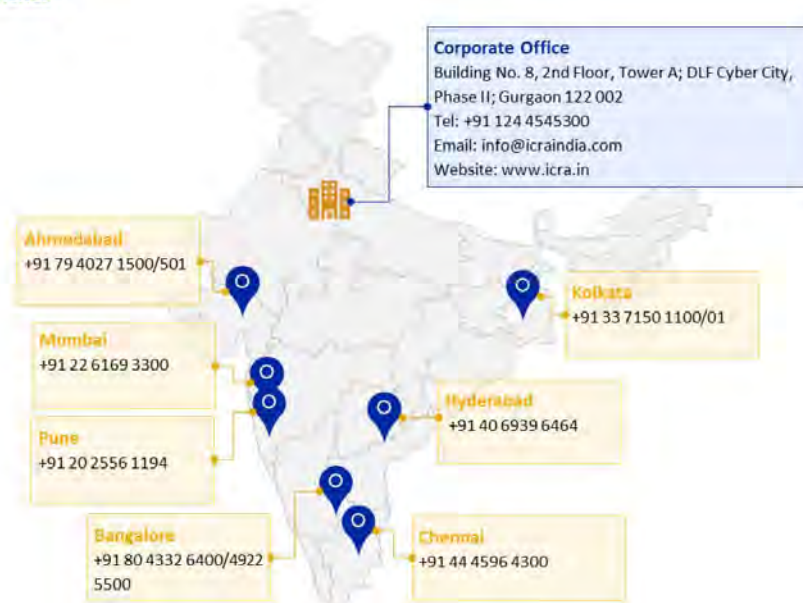 Corporate Office
Building No. 8, 2nd Floor, Tower A; DLF Cyber City,
Phase II; Gurgaon 122 002
Tel: +91 124 4545300
Email: info@icraindia.com
Website: www.icra.in
Ahmedabad
+91 79 4027 1500/501
Kolkata
+91 33 7150 1100/01
Mumbai
+91 22 6169 3300
Hyderabad
+91 40 6939 6464
Pune
+91 20 2556 1194
Bangalore
+91 80 4332 6400/4922
5500
Chennai
+91 44 4596 4300